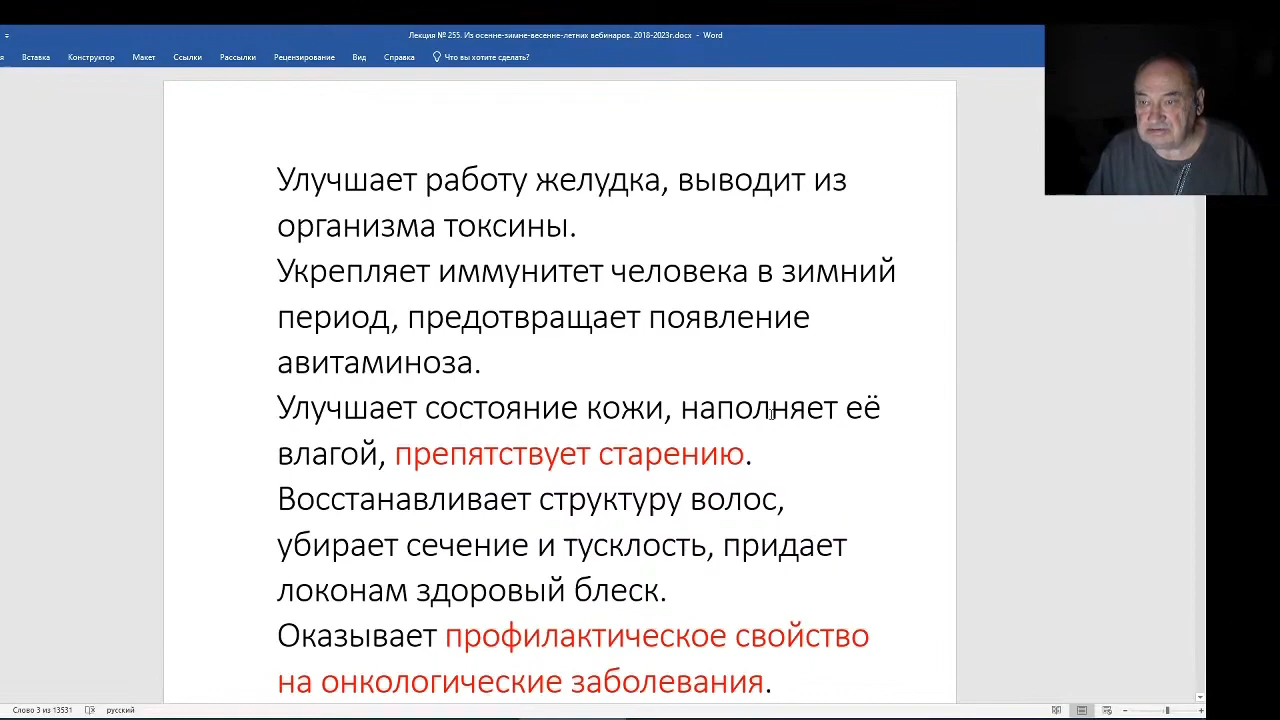 Лекция № 255. Из осенне-зимне-весенне-летних вебинаров. 2018-2023г.docx - Word
Вставка Конструктор Макет Ссылки Рассылки Рецензирование Вид Справка Что вы хотите сделать?
Улучшает работу желудка, выводит из
организма токсины.
Укрепляет иммунитет человека в зимний
период, предотвращает появление
авитаминоза.
Улучшает состояние кожи, наполняет её
влагой, препятствует старению.
Восстанавливает структуру волос,
убирает сечение и тусклость, придает
локонам здоровый блеск.
Оказывает профилактическое свойство
на онкологические заболевания.
Слово 3 из 13531 русский